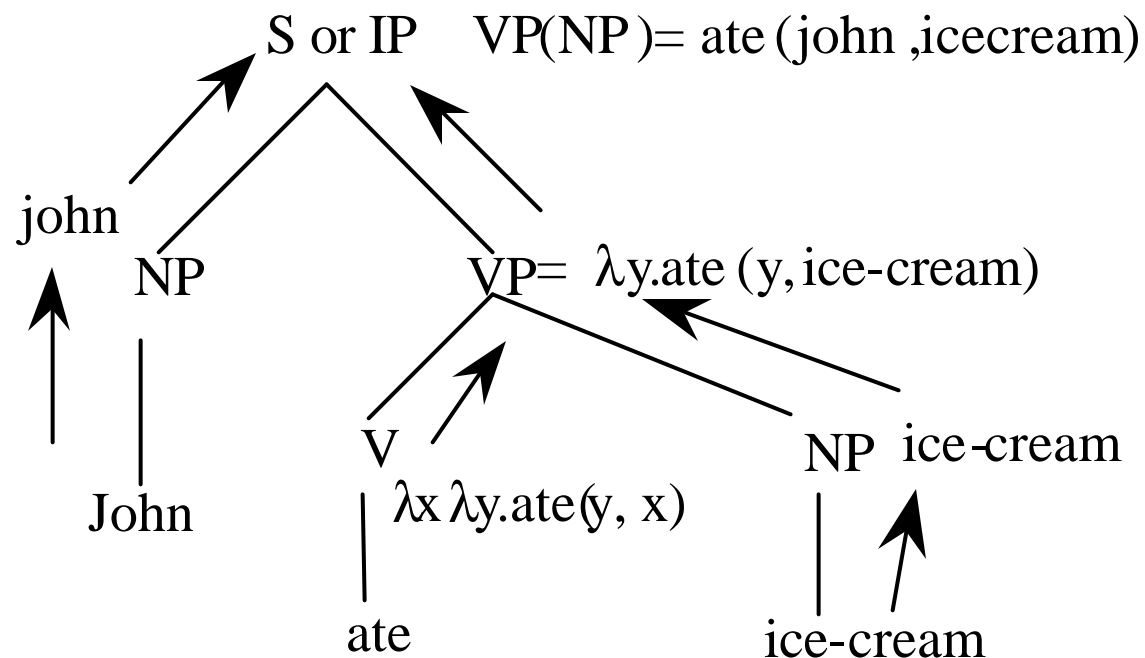 S or IP VP(NP)= ate (john ,icecream)
john
NP
VP= λy.ate (y, ice-cream)
V
NP ice-cream
λx λy.ate(y, x)
John
ate
ice-cream